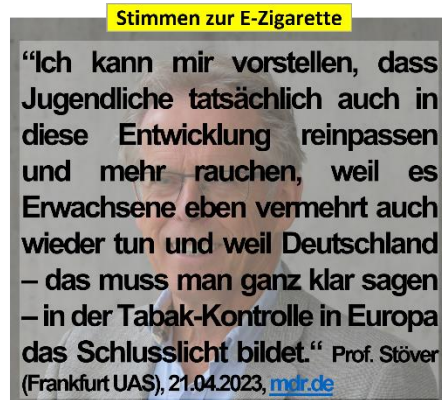 Stimmen zur E-Zigarette
“Ich kann mir vorstellen, dass
Jugendliche tatsächlich auch in
diese Entwicklung reinpassen
und mehr rauchen, weil es
Erwachsene eben vermehrt auch
wieder tun und weil Deutschland
– das muss man ganz klar sagen
– in der Tabak-Kontrolle in Europa
das Schlusslicht bildet.“ Prof. Stöver
(Frankfurt UAS), 21.04.2023, mdr.de